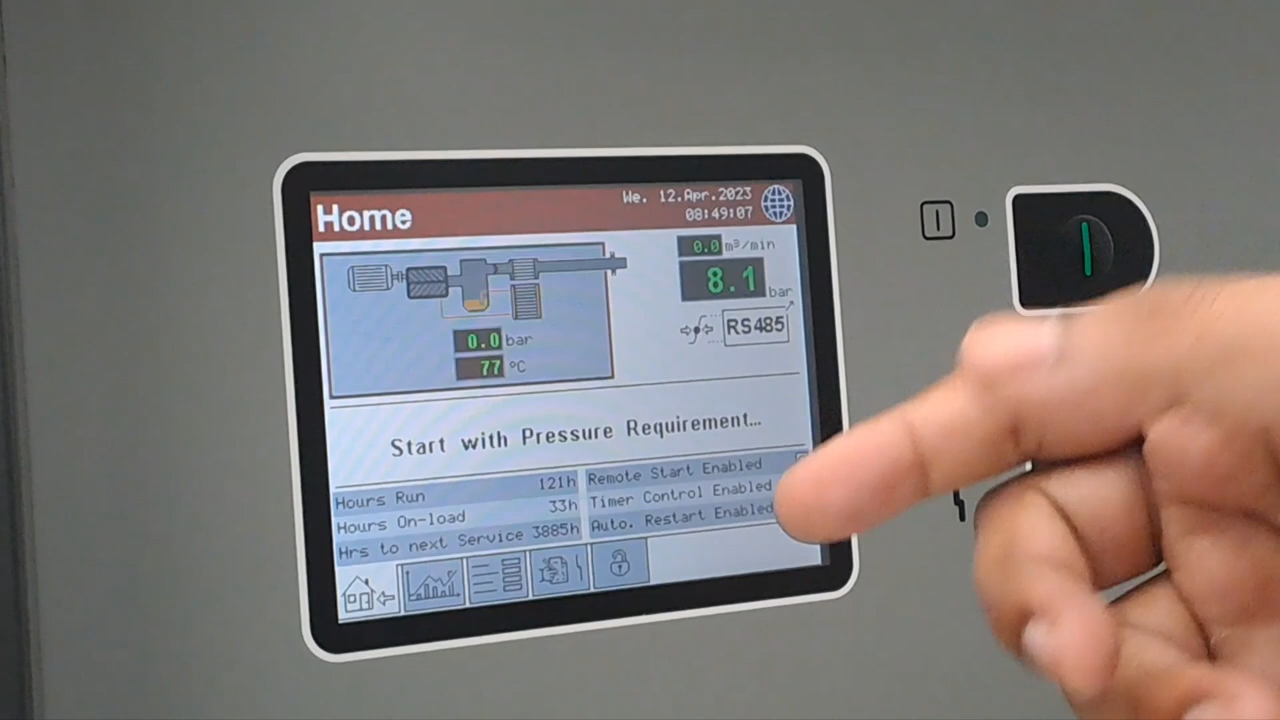 Home
We. 12.Apr.2023
08:49:07
0.0 m³/min
8.1 bar
RS485
0.0 bar
77 °C
Start with Pressure Requirement…
Hours Run 121h
Hours On-load 33h
Hrs to next Service 3885h
Remote Start Enabled
Timer Control Enabled
Auto. Restart Enabled